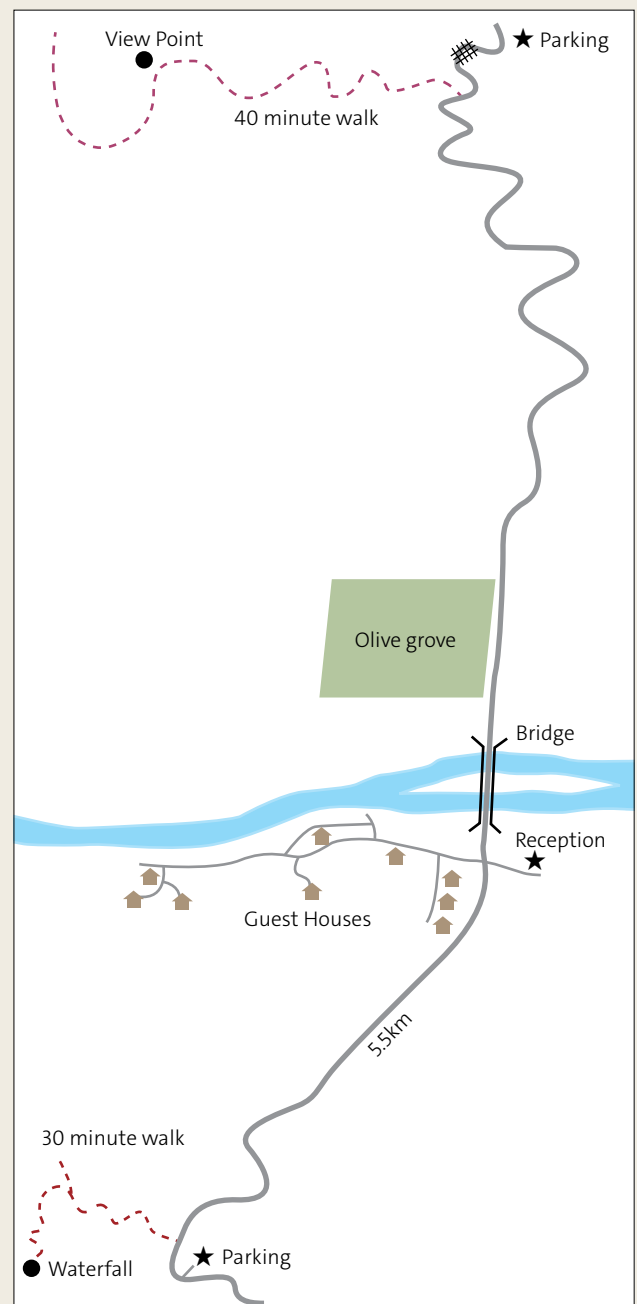 View Point
Parking
40 minute walk
Olive grove
Bridge
Reception
Guest Houses
5.5km
30 minute walk
Parking
Waterfall